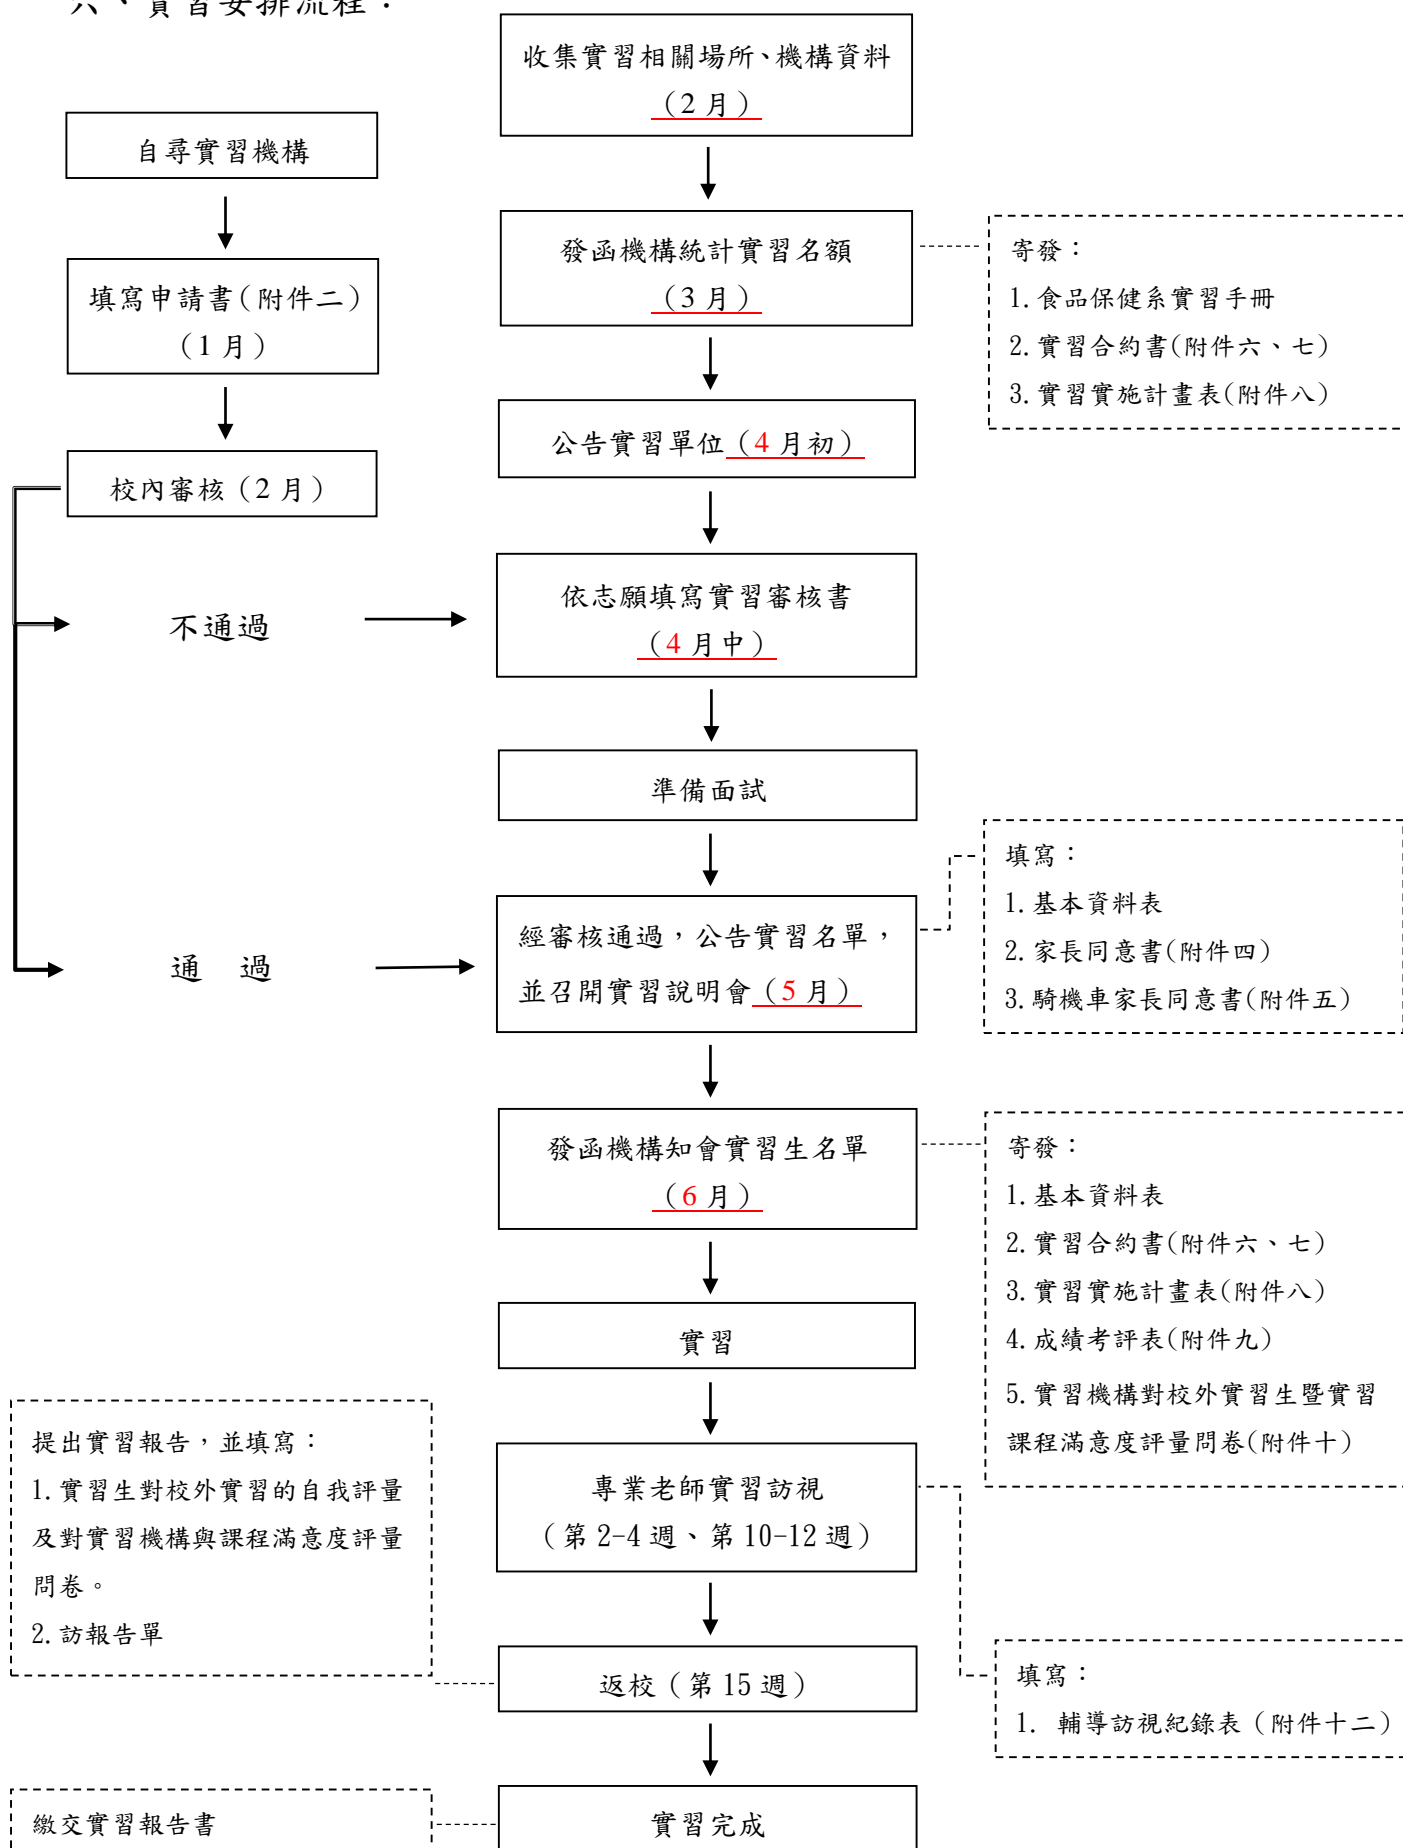 六、實習安排流程：
收集實習相關場所、機構資料
（2 月）
自尋實習機構
填寫申請書(附件二)
（1 月）
校內審核（2 月）
不通過
通　過
發函機構統計實習名額
（3 月）
寄發：
1.食品保健系實習手冊
2.實習合約書(附件六、七)
3.實習實施計畫表(附件八)
公告實習單位（4 月初）
依志願填寫實習審核書
（4 月中）
準備面試
經審核通過，公告實習名單，
並召開實習說明會（5 月）
填寫：
1.基本資料表
2.家長同意書(附件四)
3.騎機車家長同意書(附件五)
發函機構知會實習生名單
（6 月）
寄發：
1.基本資料表
2.實習合約書(附件六、七)
3.實習實施計畫表(附件八)
4.成績考評表(附件九)
5.實習機構對校外實習生暨實習
課程滿意度評量問卷(附件十)
實習
專業老師實習訪視
（第 2-4 週、第 10-12 週）
填寫：
1. 輔導訪視紀錄表（附件十二）
返校（第 15 週）
提出實習報告，並填寫：
1.實習生對校外實習的自我評量
及對實習機構與課程滿意度評量
問卷。
2.訪報告單
實習完成
繳交實習報告書